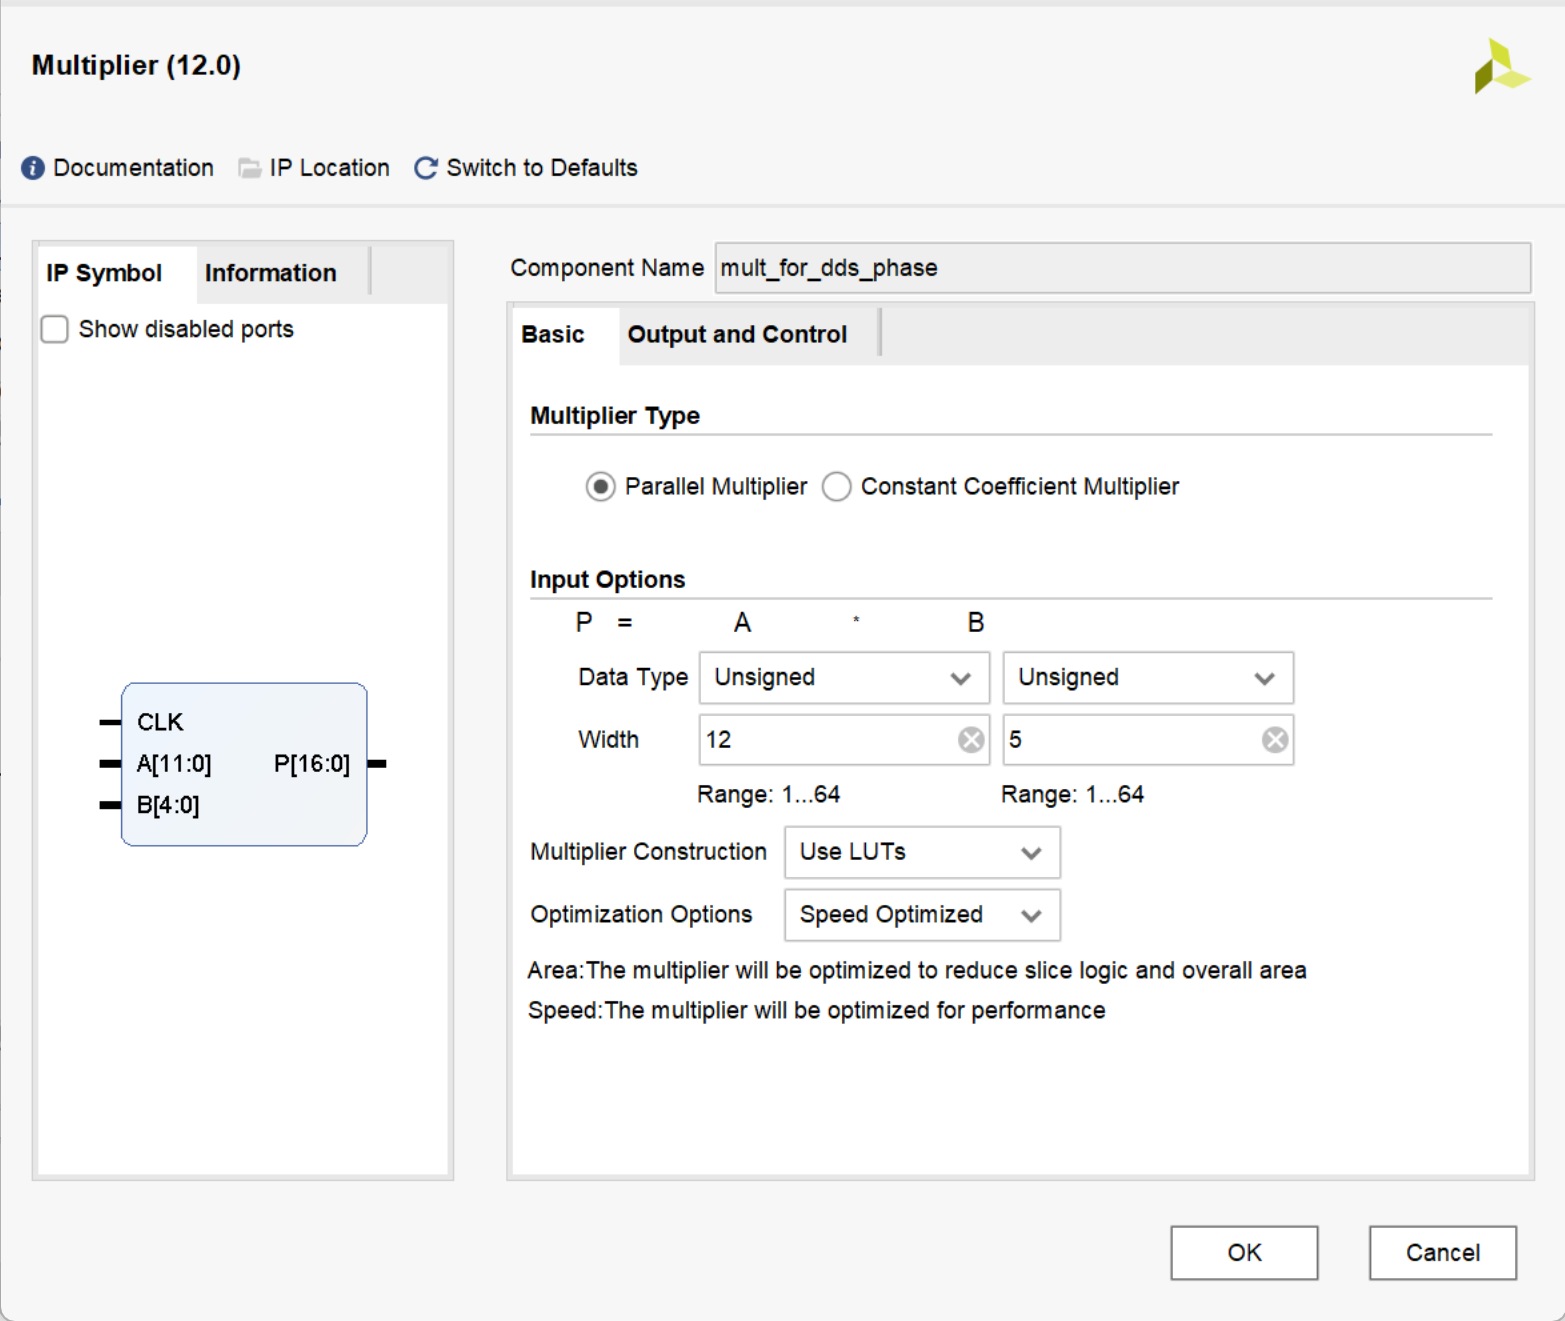 Multiplier (12.0)
Documentation IP Location Switch to Defaults
IP Symbol Information
Show disabled ports
CLK
A[11:0] P[16:0]
B[4:0]
Component Name mult_for_dds_phase
Basic Output and Control
Multiplier Type
Parallel Multiplier Constant Coefficient Multiplier
Input Options
P = A * B
Data Type Unsigned Unsigned
Width 12 5
Range: 1...64 Range: 1...64
Multiplier Construction Use LUTs
Optimization Options Speed Optimized
Area:The multiplier will be optimized to reduce slice logic and overall area
Speed:The multiplier will be optimized for performance
OK Cancel